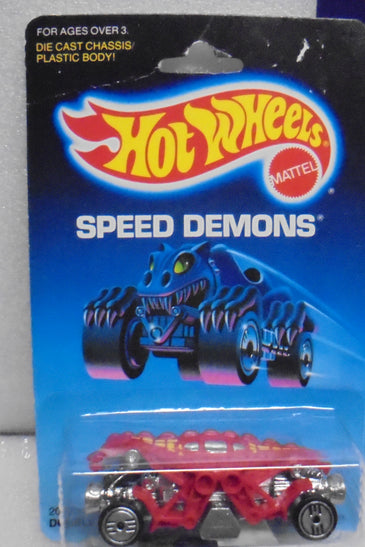 FOR AGES OVER 3.
DIE CAST CHASSIS/
PLASTIC BODY!
HOT WHEELS®
MATTEL®
SPEED DEMONS®